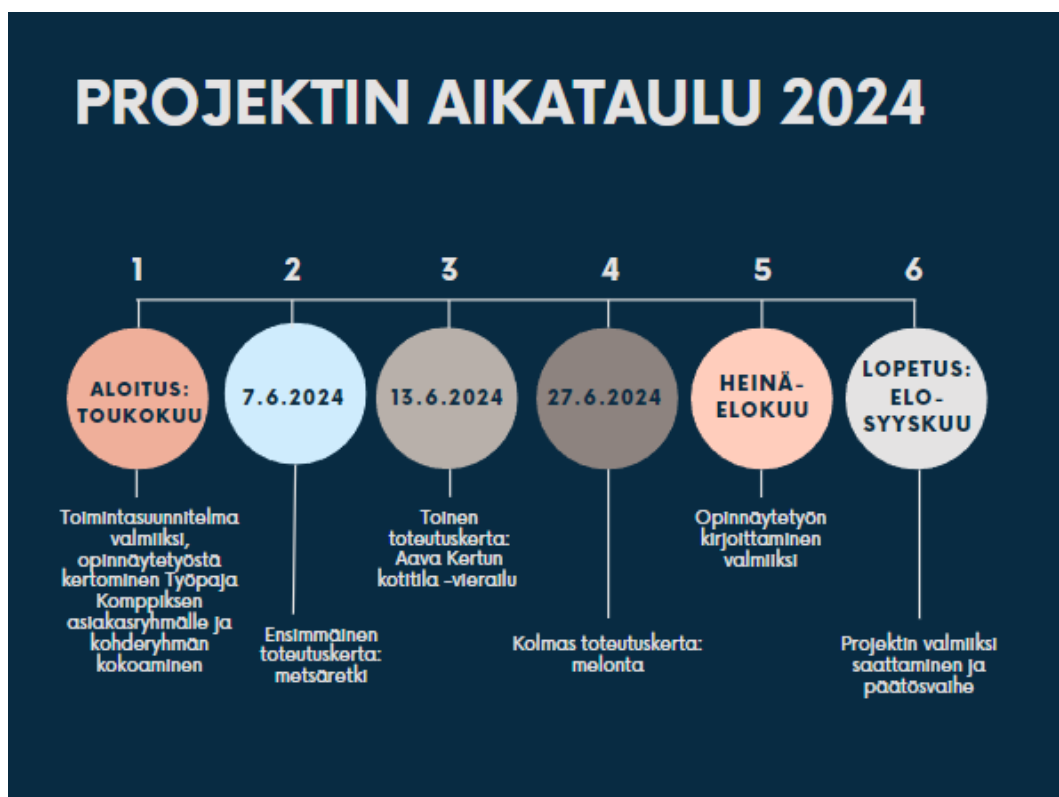 PROJEKTIN AIKATAULU 2024
1
2
3
4
5
6
ALOITUS:
TOUKOKUU
7.6.2024
13.6.2024
27.6.2024
HEINÄ-
ELOKUU
LOPETUS:
ELO-
SYYSKUU
Toimintasuunnitelma
valmiiksi,
opinnäytetyöstä
kertominen Työpaja
Komppiksen
asiakasryhmälle ja
kohderyhmän
kokoaminen
Ensimmäinen
toteutuskerta:
metsäretki
Toinen
toteutuskerta:
Aava Kertun
kotitila -vierailu
Kolmas toteutuskerta:
melonta
Opinnäytetyön
kirjoittaminen
valmiiksi
Projektin valmiiksi
saattaminen ja
päätösvaihe